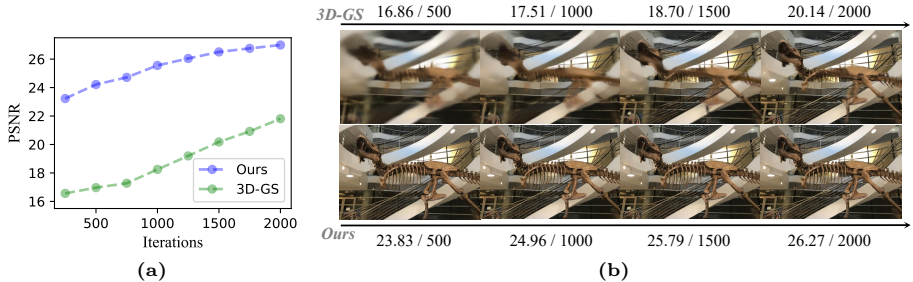 26
24
22
20
18
16
PSNR
Ours
3D-GS
500
1000
1500
2000
Iterations
(a)
3D-GS
16.86 / 500
17.51 / 1000
18.70 / 1500
20.14 / 2000
Ours
23.83 / 500
24.96 / 1000
25.79 / 1500
26.27 / 2000
(b)